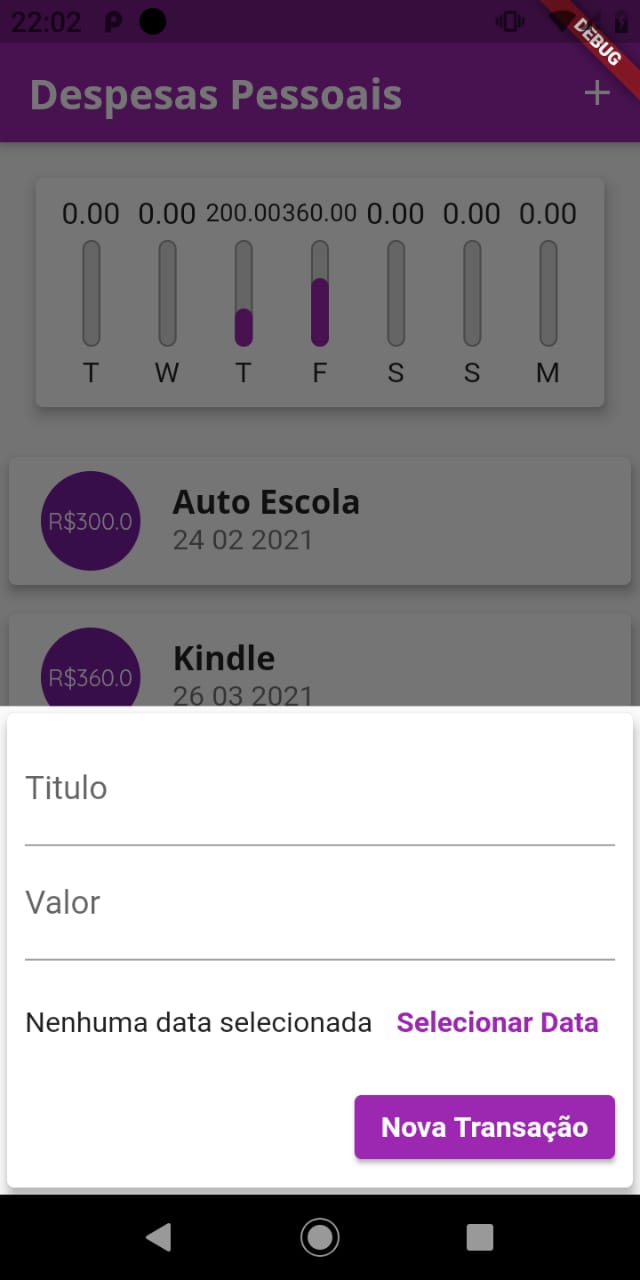 22:02
DEBUG
Despesas Pessoais
0.00 0.00 200.00 360.00 0.00 0.00 0.00
T W T F S S M
R$300.0
Auto Escola
24 02 2021
R$360.0
Kindle
26 03 2021
Titulo
Valor
Nenhuma data selecionada Selecionar Data
Nova Transação